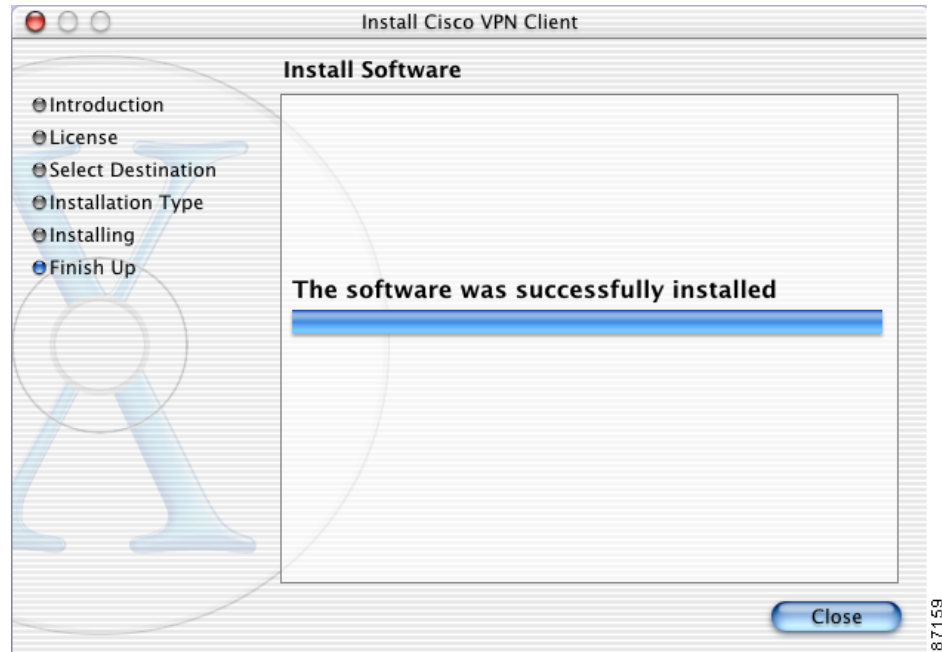 Install Cisco VPN Client
Install Software
Introduction
License
Select Destination
Installation Type
Installing
Finish Up
The software was successfully installed
Close
87159